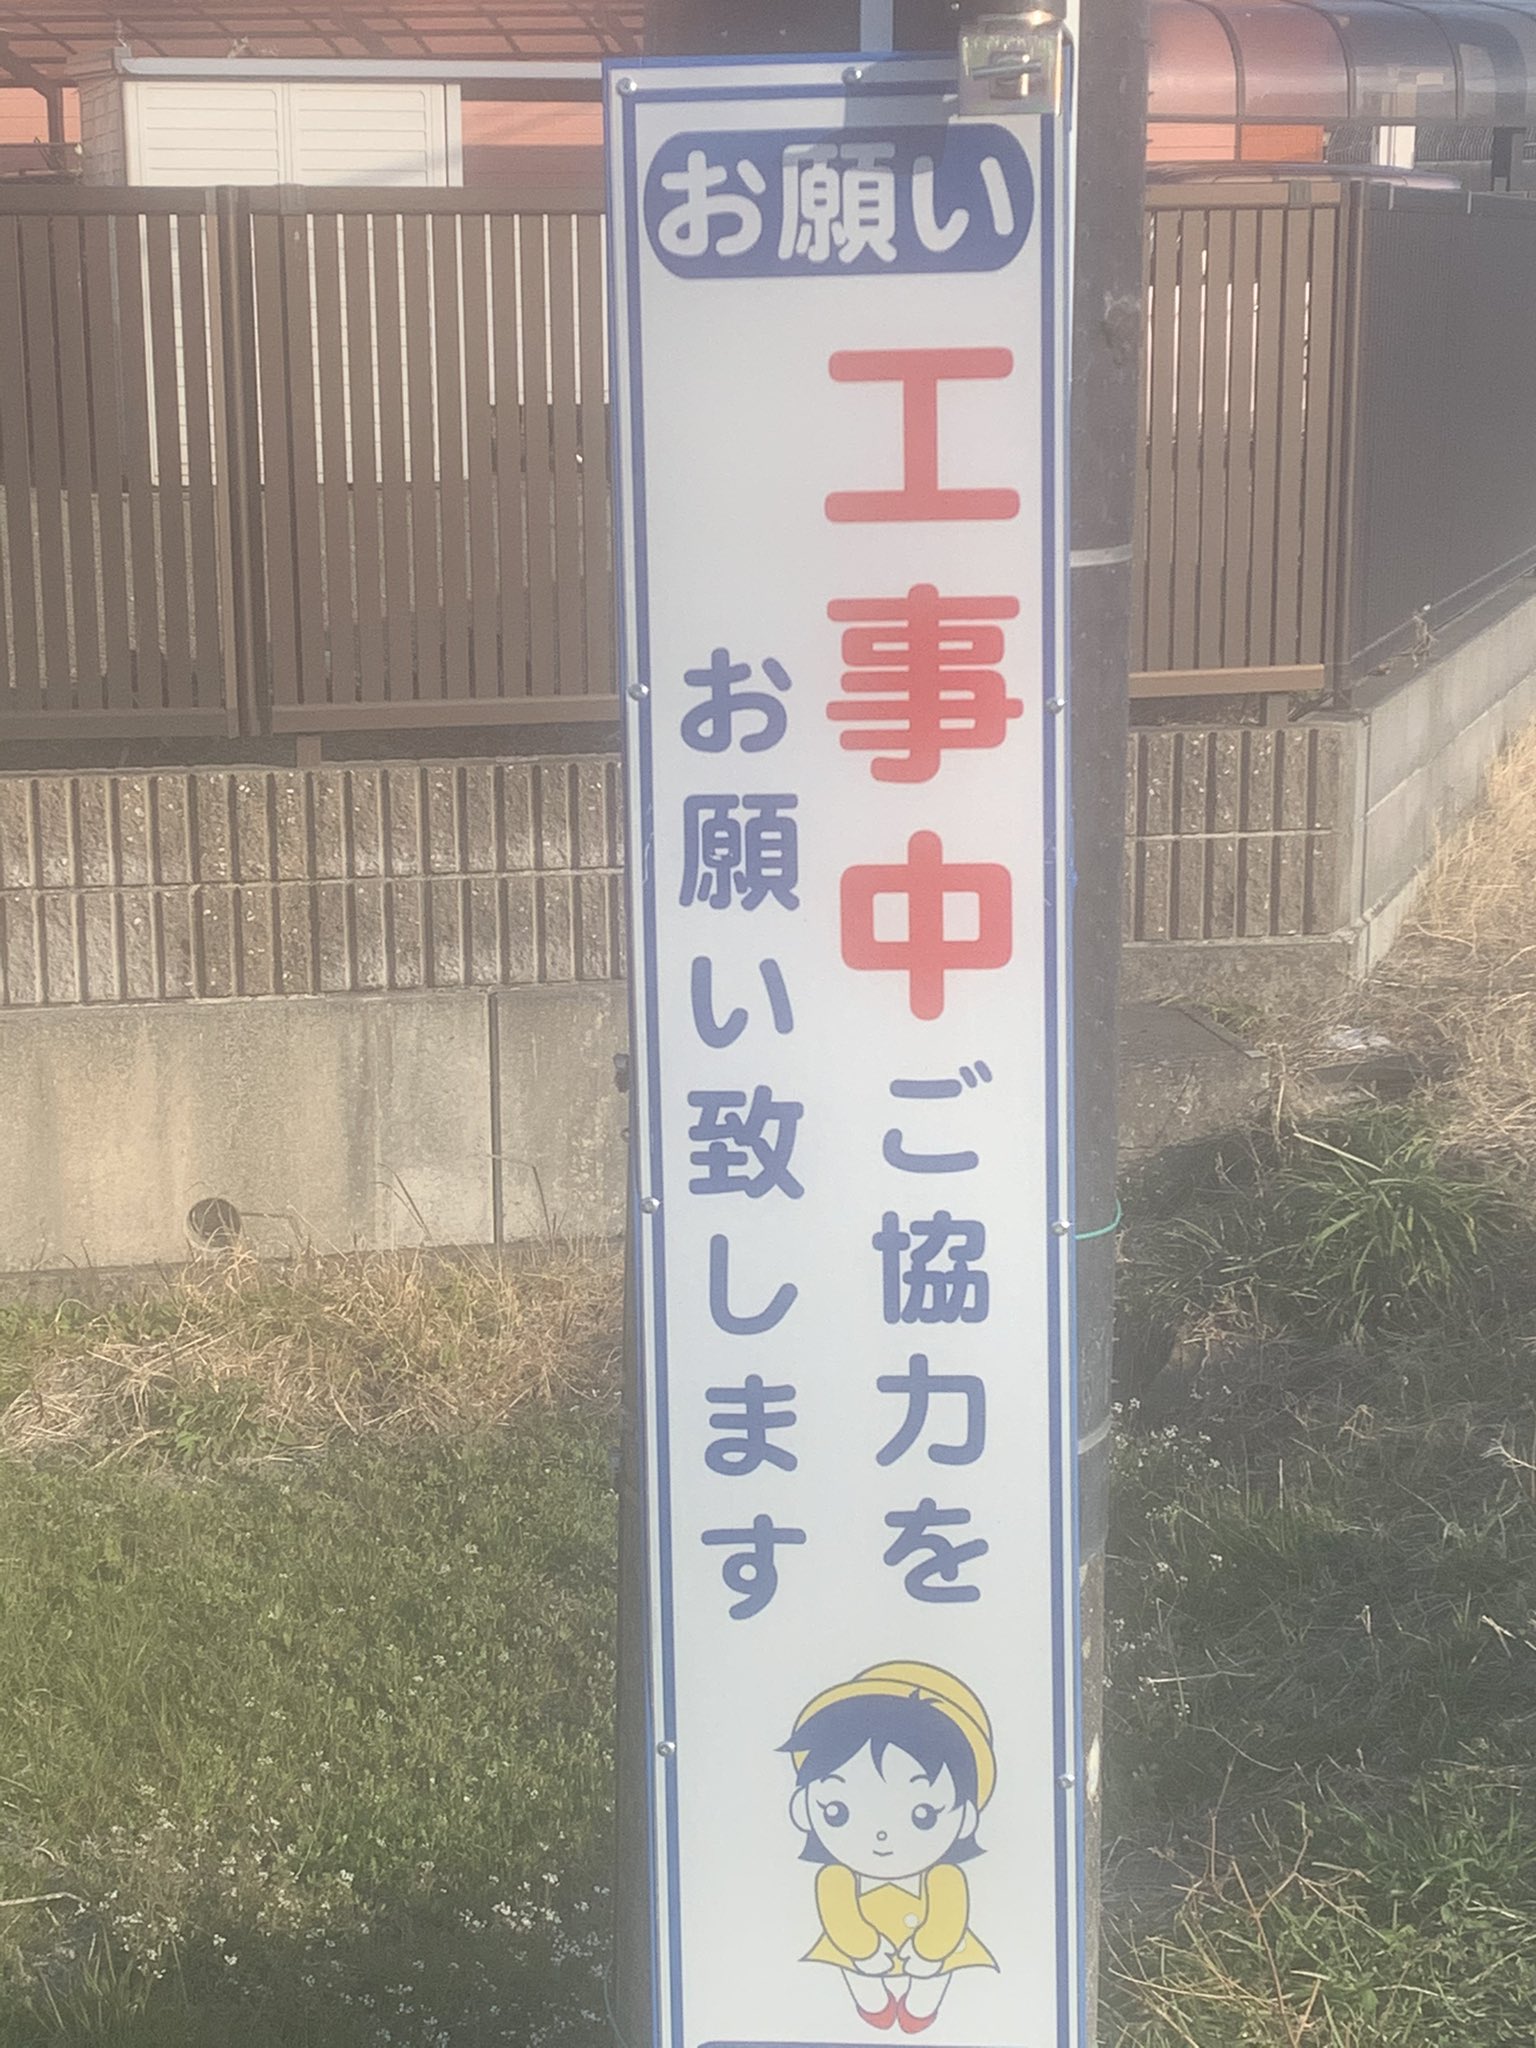 お願い
工事中ご協力を
お願い致します